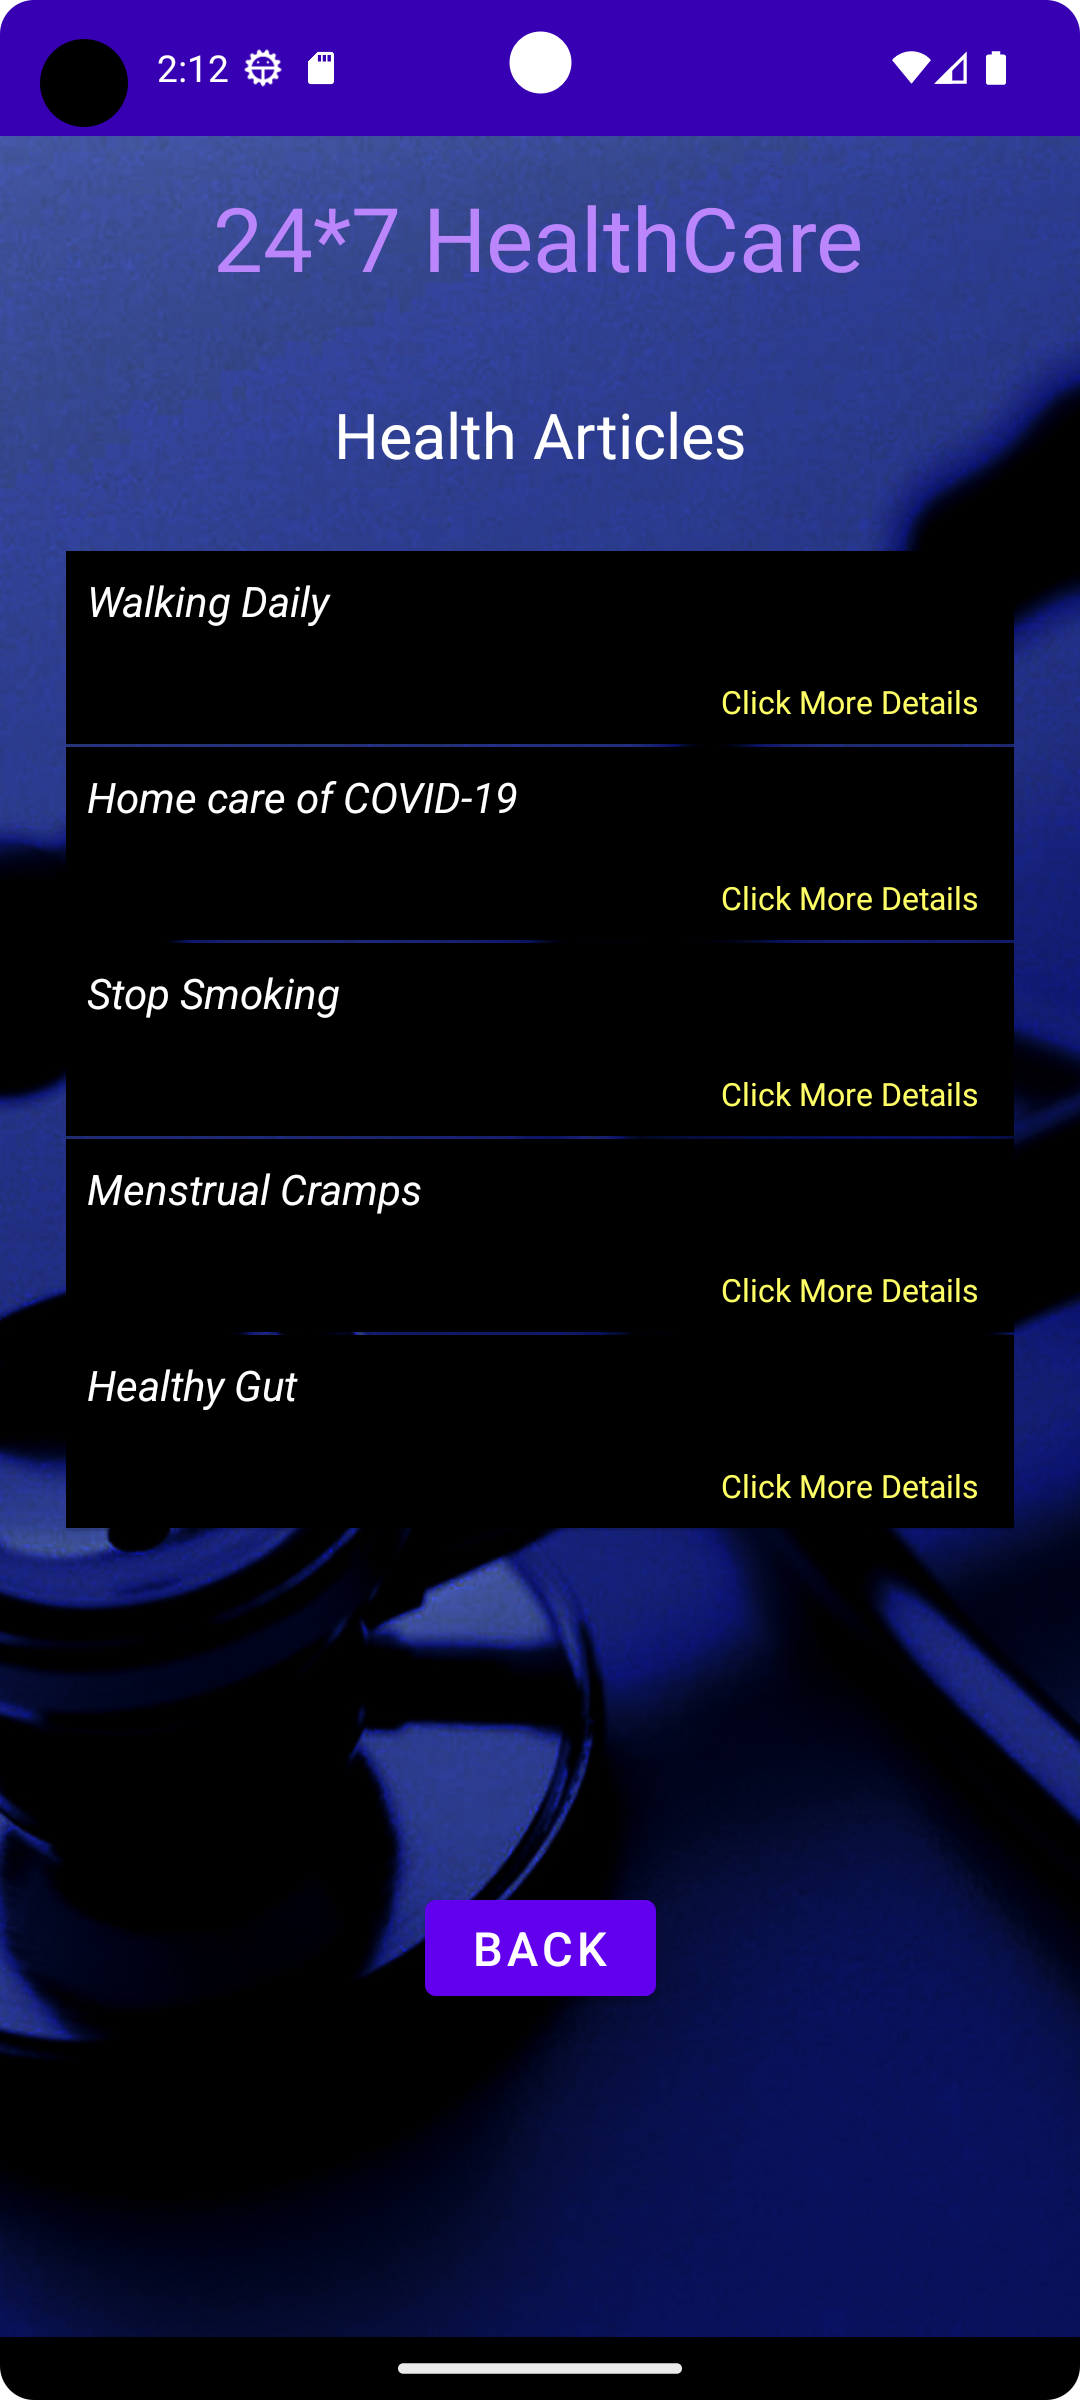 2:12
24*7 HealthCare
Health Articles
Walking Daily
Click More Details
Home care of COVID-19
Click More Details
Stop Smoking
Click More Details
Menstrual Cramps
Click More Details
Healthy Gut
Click More Details
BACK